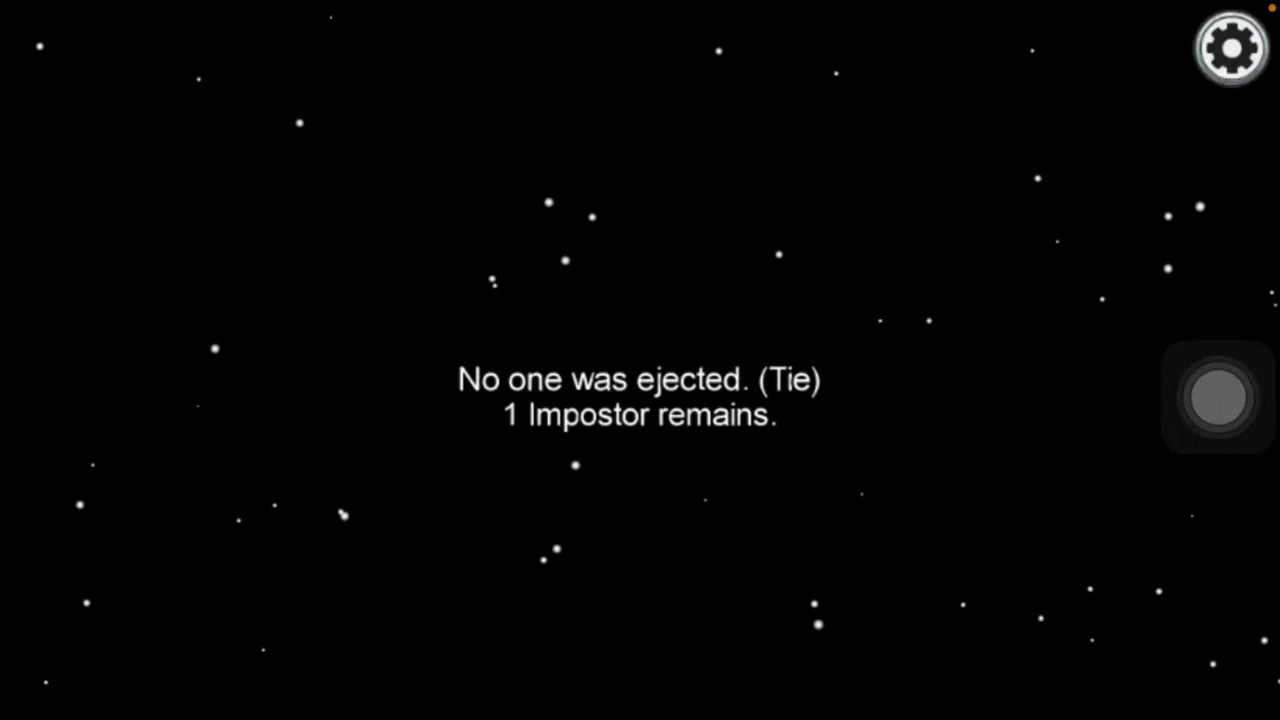 No one was ejected. (Tie)
1 Impostor remains.